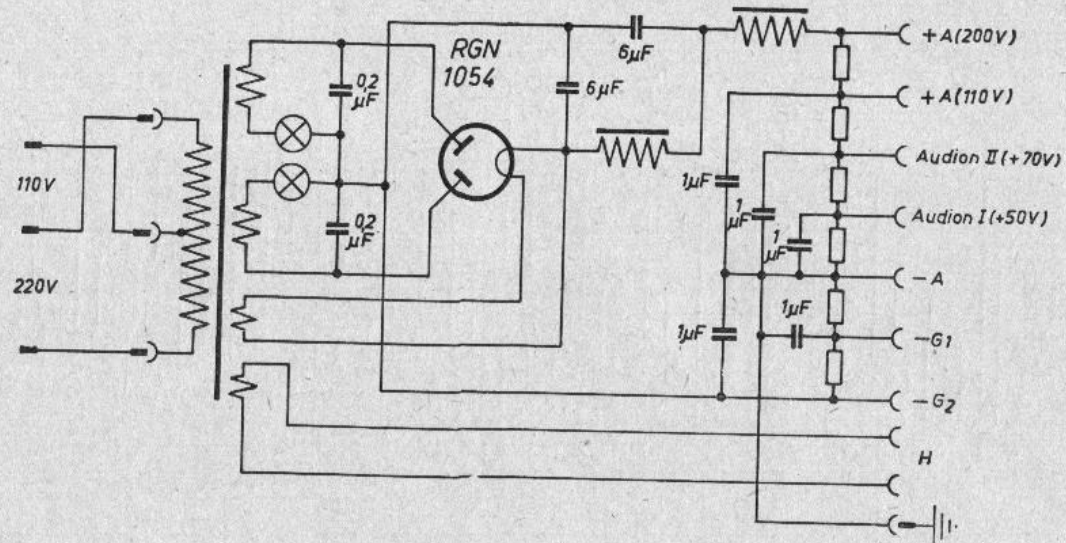 RGN
1054
0,2
µF
0,2
µF
6µF
6µF
110V
220V
1µF
1
µF
1
µF
1µF
1µF
+A(200V)
+A(110V)
Audion II (+70V)
Audion I (+50V)
-A
-G1
-G2
H